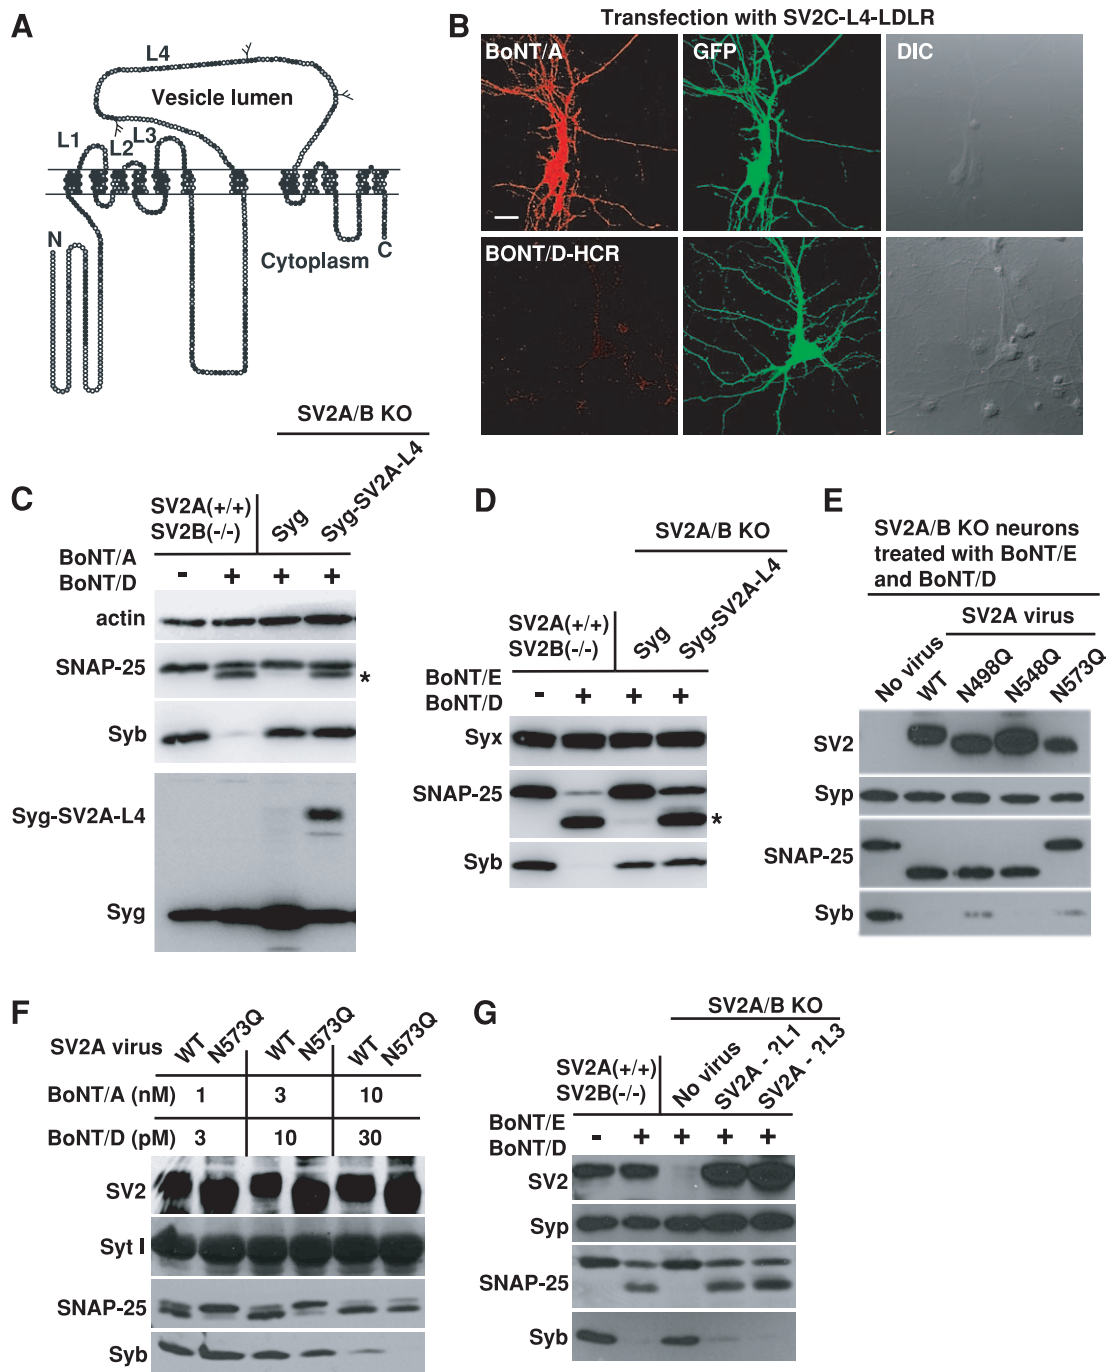 A
L4
Vesicle lumen
L1
L2
L3
N
C
Cytoplasm
B
Transfection with SV2C-L4-LDLR
BoNT/A
GFP
DIC
BONT/D-HCR
C
SV2A/B KO
SV2A(+/+)
SV2B(-/-)
Syg
Syg-SV2A-L4
BoNT/A
BoNT/D
- + + +
actin
SNAP-25
*
Syb
Syg-SV2A-L4
Syg
D
SV2A/B KO
SV2A(+/+)
SV2B(-/-)
Syg
Syg-SV2A-L4
BoNT/E
BoNT/D
- + + +
Syx
SNAP-25
*
Syb
E
SV2A/B KO neurons
treated with BoNT/E
and BoNT/D
SV2A virus
No virus WT N498Q N548Q N573Q
SV2
Syp
SNAP-25
Syb
F
SV2A virus WT N573Q WT N573Q WT N573Q
BoNT/A (nM) 1 3 10
BoNT/D (pM) 3 10 30
SV2
Syt I
SNAP-25
Syb
G
SV2A/B KO
SV2A(+/+)
SV2B(-/-)
No virus
SV2A - ?L1
SV2A - ?L3
BoNT/E
BoNT/D
- + + + +
SV2
Syp
SNAP-25
Syb